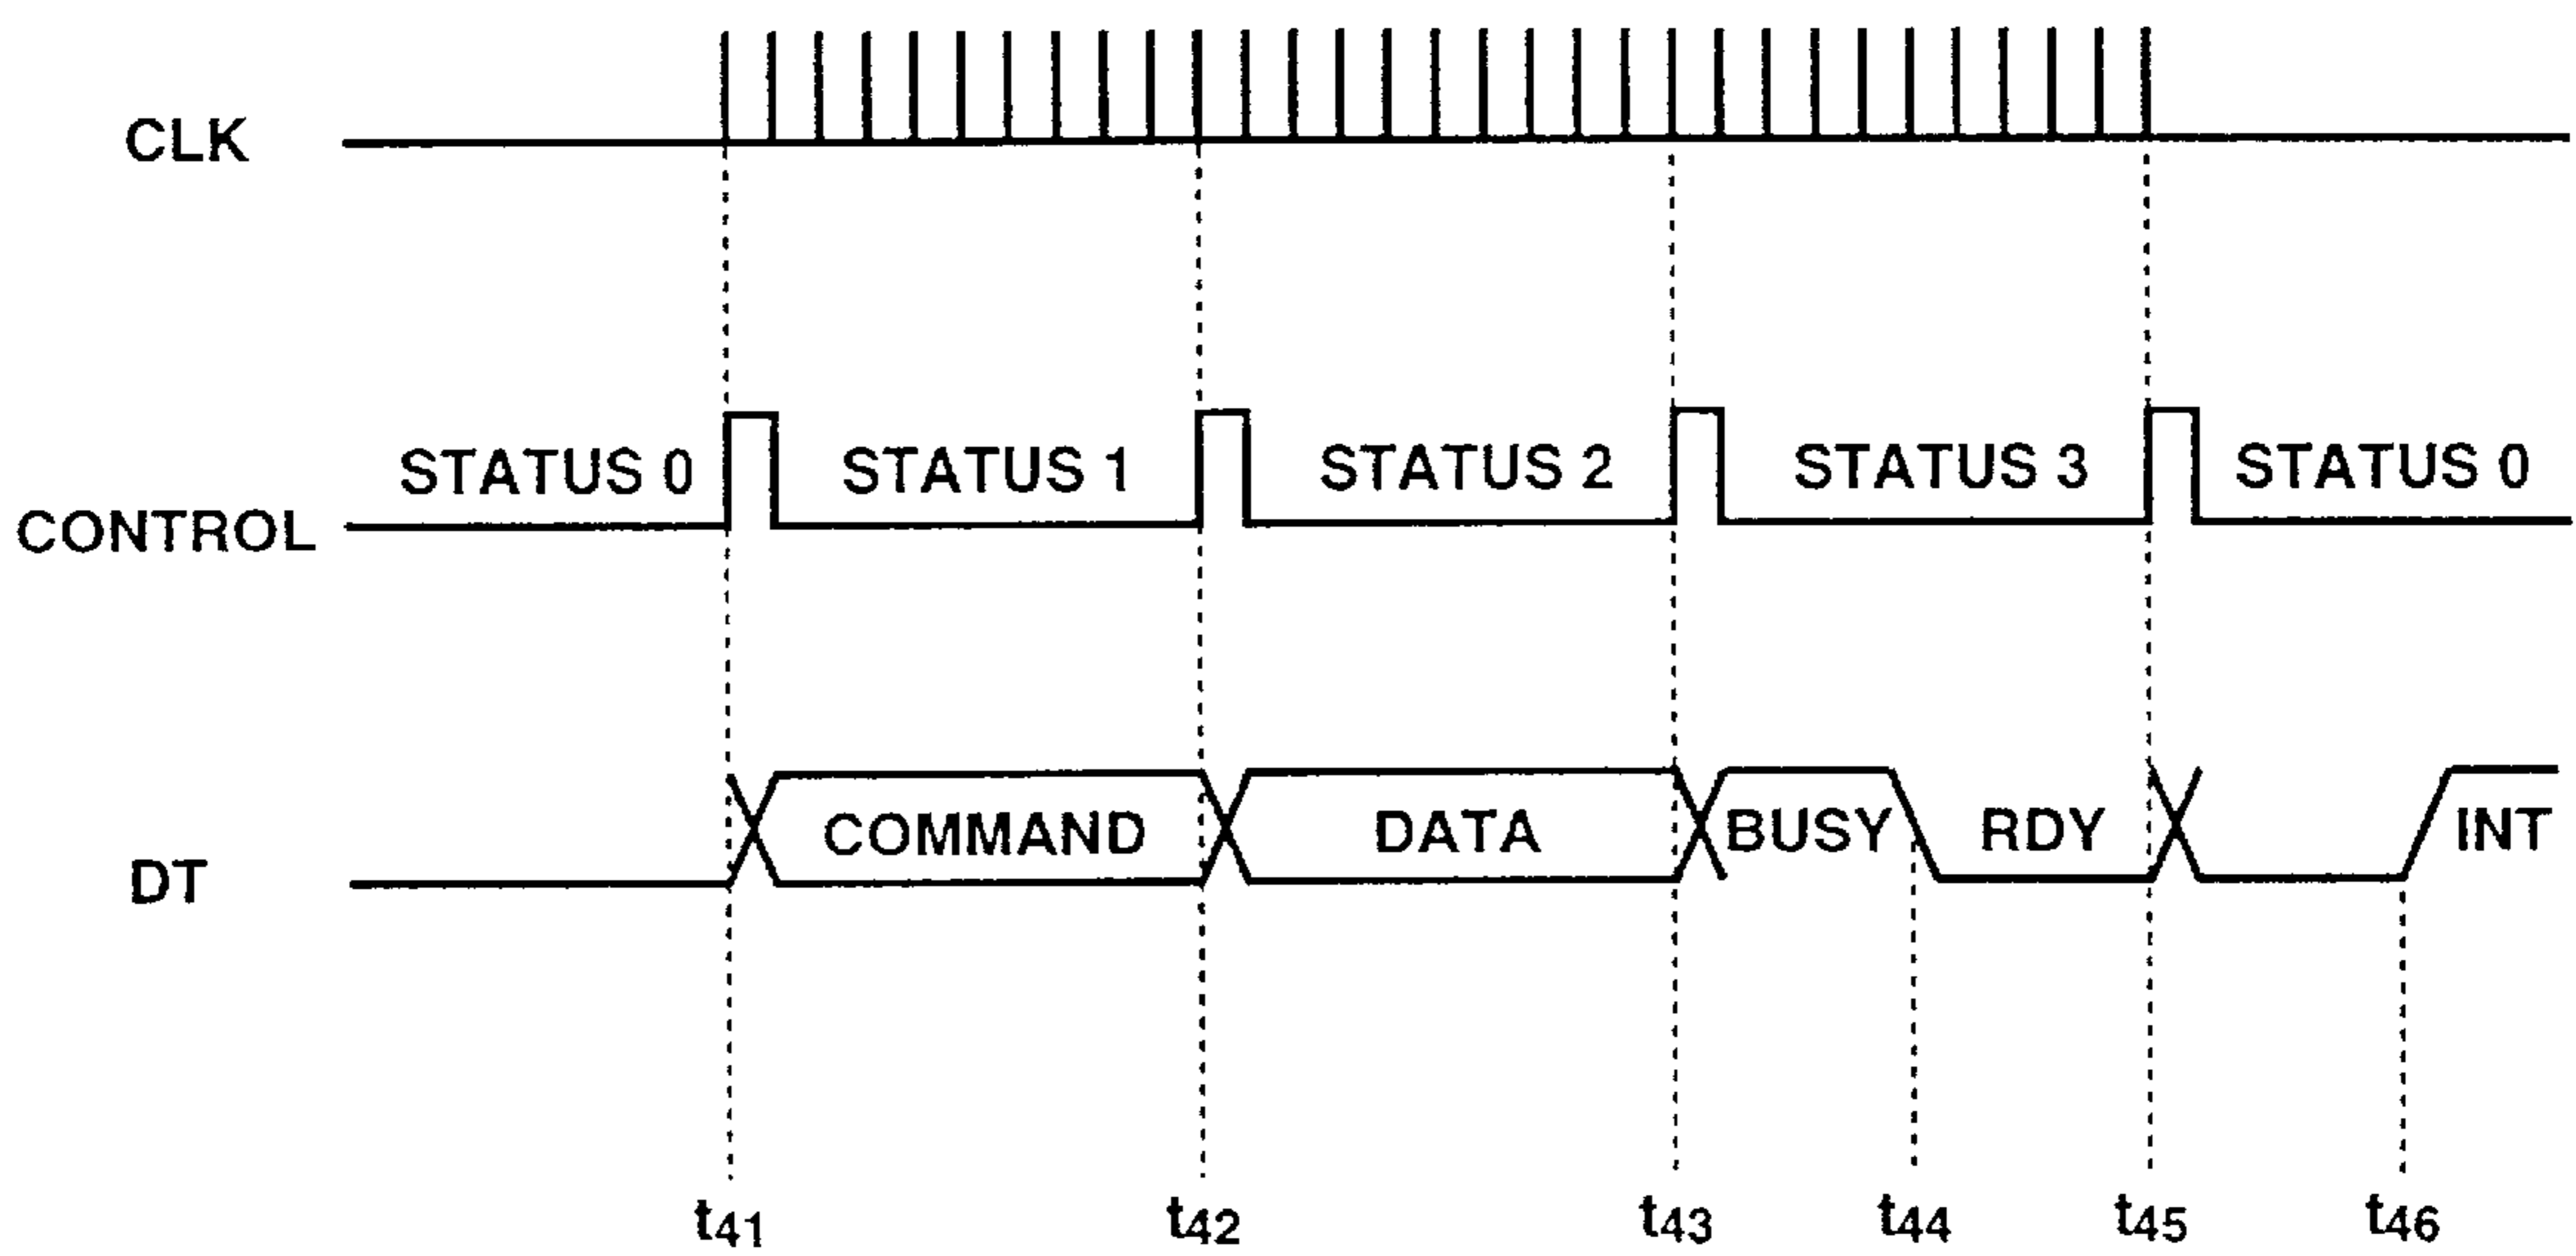 CLK
STATUS 0 STATUS 1 STATUS 2 STATUS 3 STATUS 0
CONTROL
COMMAND DATA BUSY RDY INT
DT
t41 t42 t43 t44 t45 t46